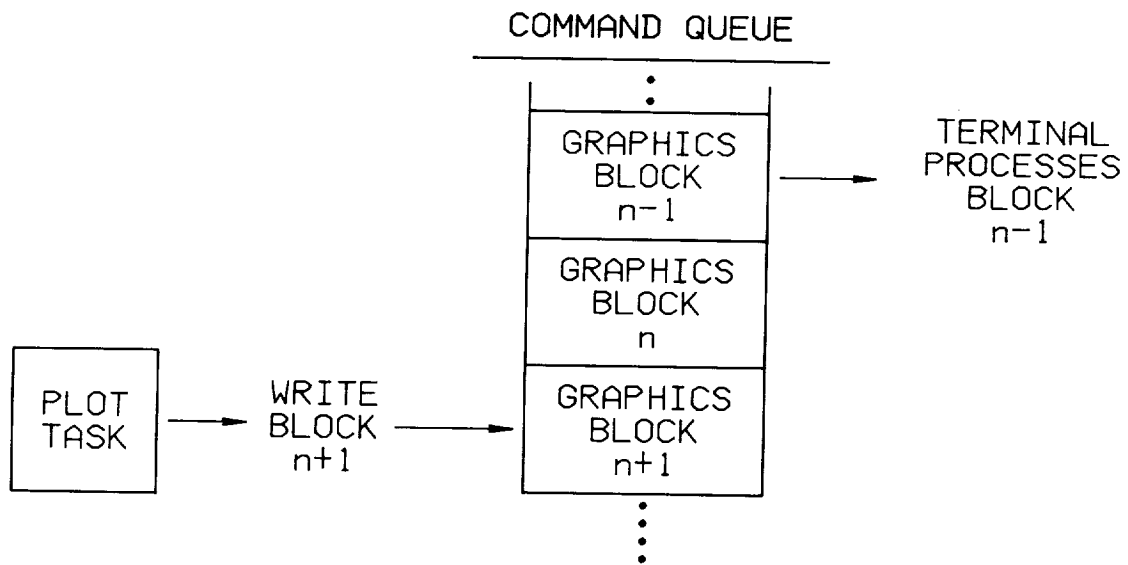 COMMAND QUEUE
GRAPHICS
BLOCK
n-1
TERMINAL
PROCESSES
BLOCK
n-1
GRAPHICS
BLOCK
n
PLOT
TASK
WRITE
BLOCK
n+1
GRAPHICS
BLOCK
n+1